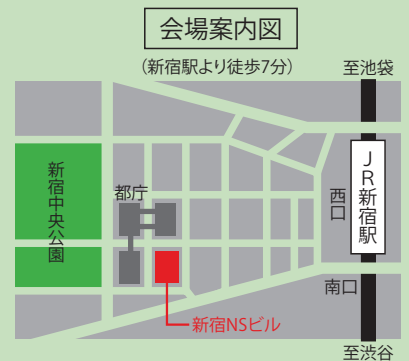 会場案内図
(新宿駅より徒歩7分)
至池袋
JR新宿駅
西口
新宿中央公園
都庁
南口
新宿NSビル
至渋谷